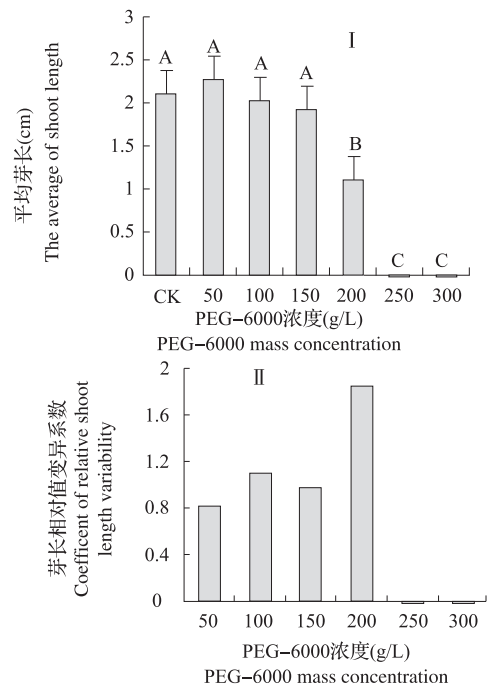 3
2.5
2
1.5
1
0.5
0
平均芽长(cm)
The average of shoot length
I
A
A
A
A
B
C
C
CK
50
100
150
200
250
300
PEG-6000浓度(g/L)
PEG-6000 mass concentration
2
1.6
1.2
0.8
0.4
0
芽长相对值变异系数
Coefficent of relative shoot
length variability
II
50
100
150
200
250
300
PEG-6000浓度(g/L)
PEG-6000 mass concentration